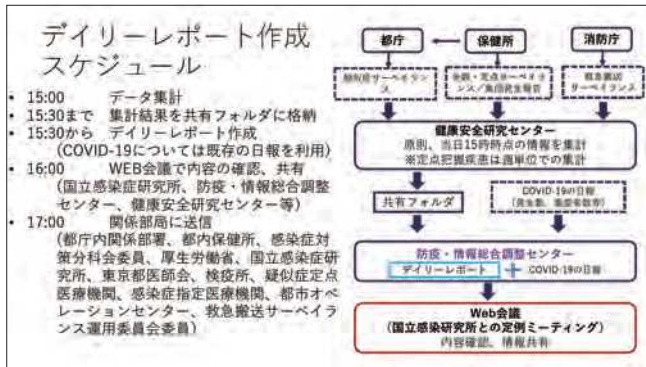 デイリーレポート作成
スケジュール
• 15:00 データ集計
• 15:30まで 集計結果を共有フォルダに格納
• 15:30から デイリーレポート作成
(COVID-19については既存の日報を利用)
• 16:00 WEB会議で内容の確認、共有
(国立感染症研究所、防疫・情報総合調整
センター、健康安全研究センター等)
• 17:00 関係部局に送信
(都庁内関係部署、都内保健所、感染症対
策分科会委員、厚生労働省、国立感染症研
究所、東京都医師会、検疫所、疑似症定点
医療機関、感染症指定医療機関、都市オペ
レーションセンター、救急搬送サーベイラ
ンス運用委員会委員)
都庁
保健所
消防庁
疑似症サーベイラン
ス
全数・定点サーベイラ
ンス/集団発生報告
救急搬送
サーベイランス
健康安全研究センター
原則、当日15時時点の情報を集計
※定点把握疾患は週単位での集計
共有フォルダ
COVID-19の日報
防疫・情報総合調整センター
デイリーレポート + COVID-19の日報
Web会議
(国立感染研究所との定例ミーティング)
内容確認、情報共有